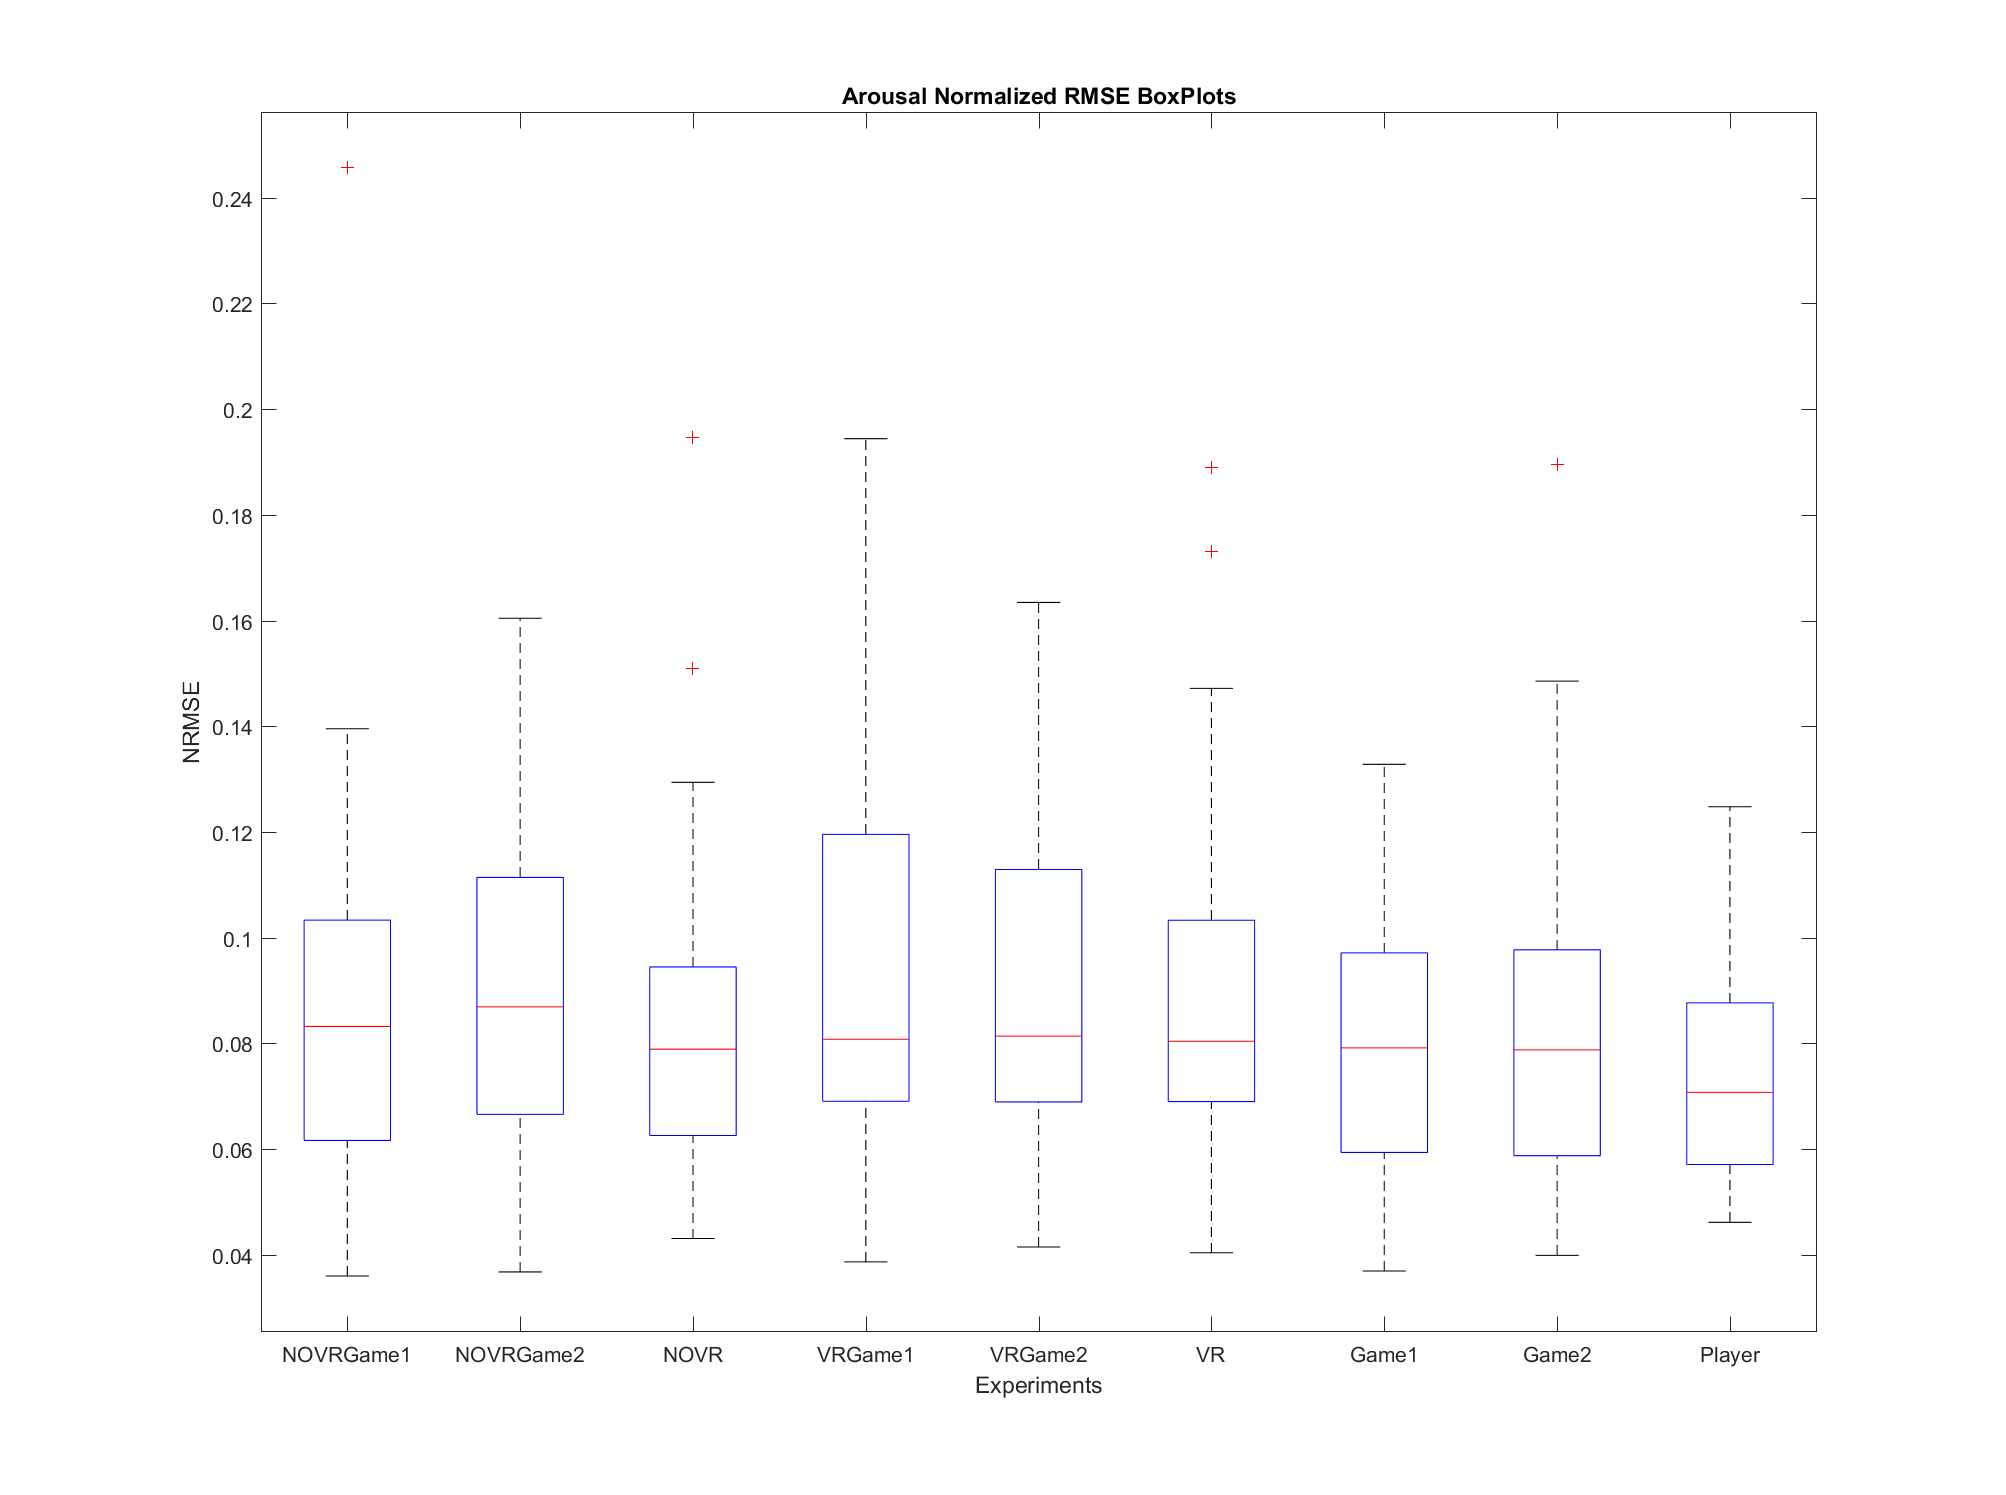 Arousal Normalized RMSE BoxPlots
0.24
0.22
0.2
0.18
0.16
0.14
0.12
0.1
0.08
0.06
0.04
NRMSE
NOVRGame1 NOVRGame2 NOVR VRGame1 VRGame2 VR Game1 Game2 Player
Experiments